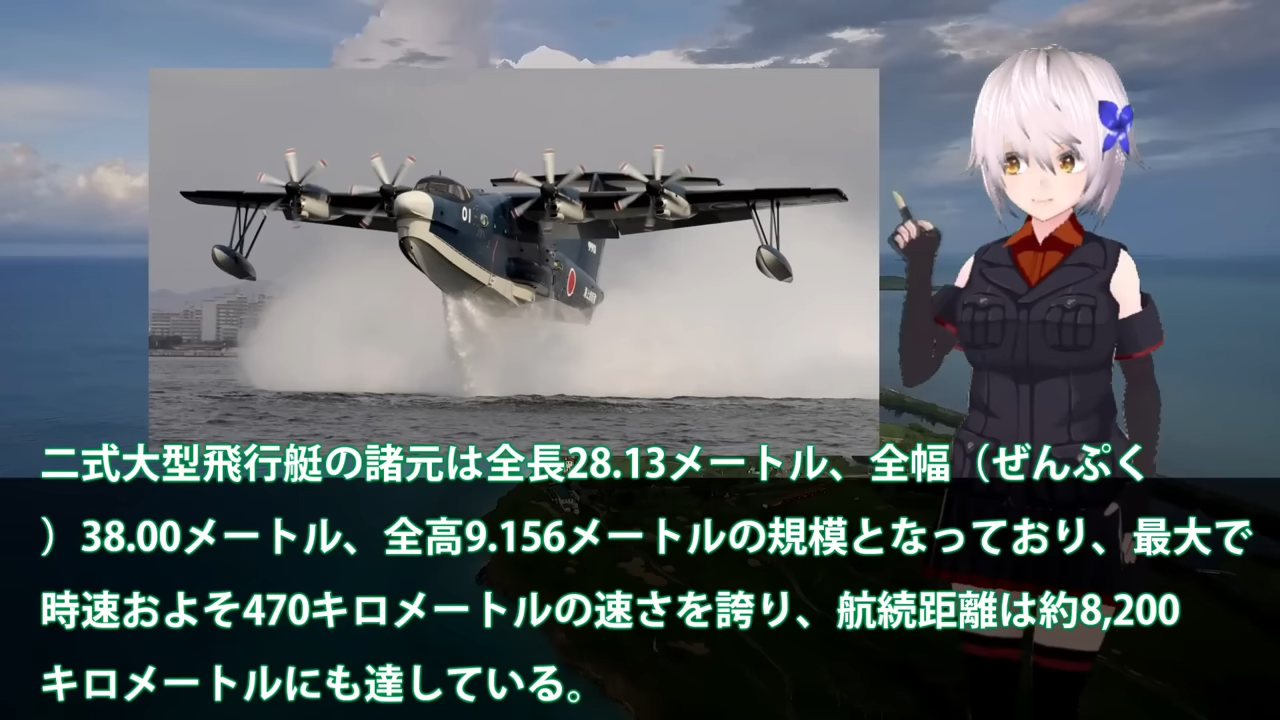 01
二式大型飛行艇の諸元は全長28.13メートル、全幅（ぜんぷく
）38.00メートル、全高9.156メートルの規模となっており、最大で
時速およそ470キロメートルの速さを誇り、航続距離は約8,200
キロメートルにも達している。